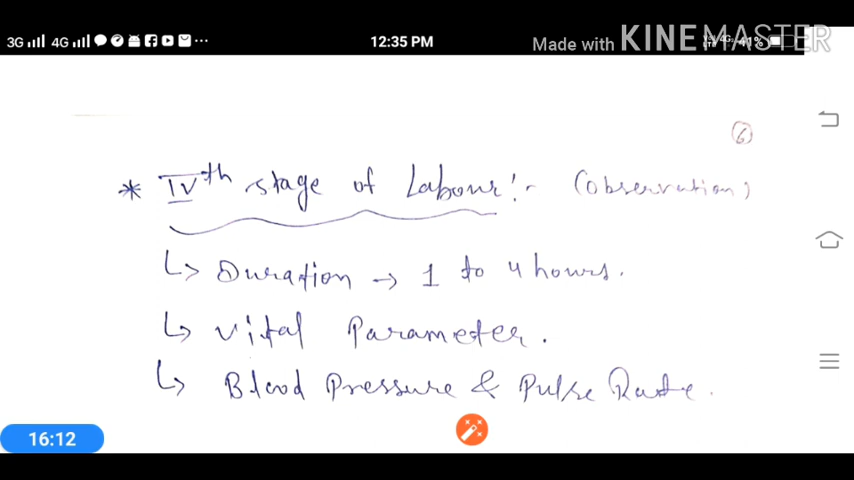 3G 4G 12:35 PM Made with KINEMASTER 41%
6
* IVth stage of Labour:- (observation)
↳ Duration → 1 to 4 hours.
↳ Vital Parameter.
↳ Blood Pressure & Pulse Rate.
16:12